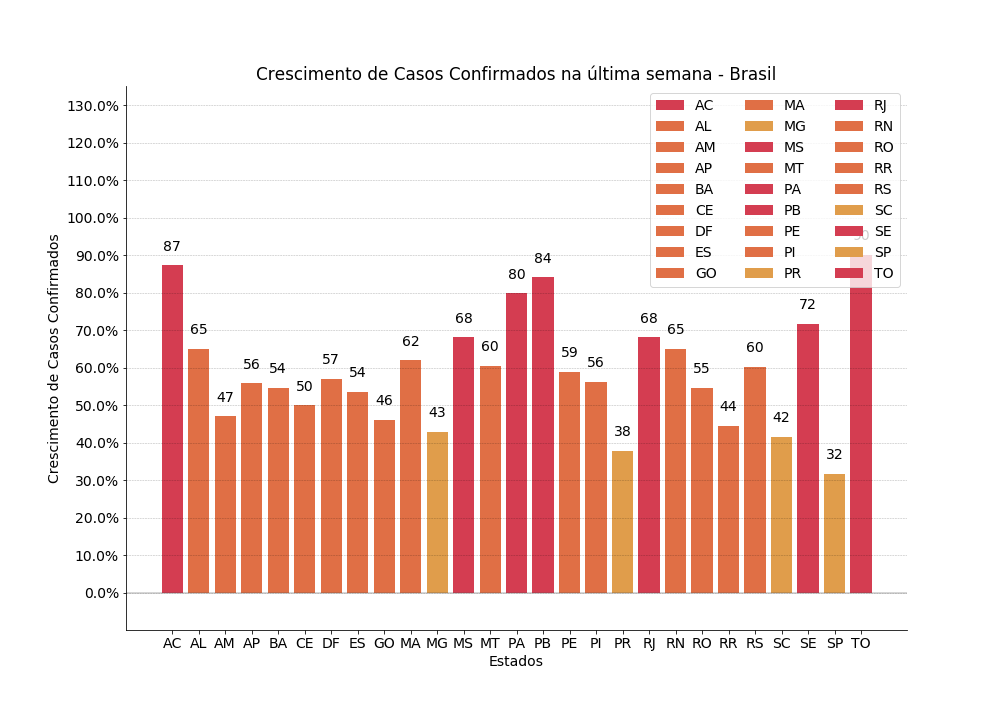 Crescimento de Casos Confirmados na última semana - Brasil
Crescimento de Casos Confirmados
130.0%
120.0%
110.0%
100.0%
90.0%
80.0%
70.0%
60.0%
50.0%
40.0%
30.0%
20.0%
10.0%
0.0%
AC MA RJ
AL MG RN
AM MS RO
AP MT RR
BA PA RS
CE PB SC
DF PE SE
ES PI SP
GO PR TO
87 65 47 56 54 50 57 54 46 62 43 68 60 80 84 59 56 38 68 65 55 44 60 42 72 32 90
AC AL AM AP BA CE DF ES GO MA MG MS MT PA PB PE PI PR RJ RN RO RR RS SC SE SP TO
Estados